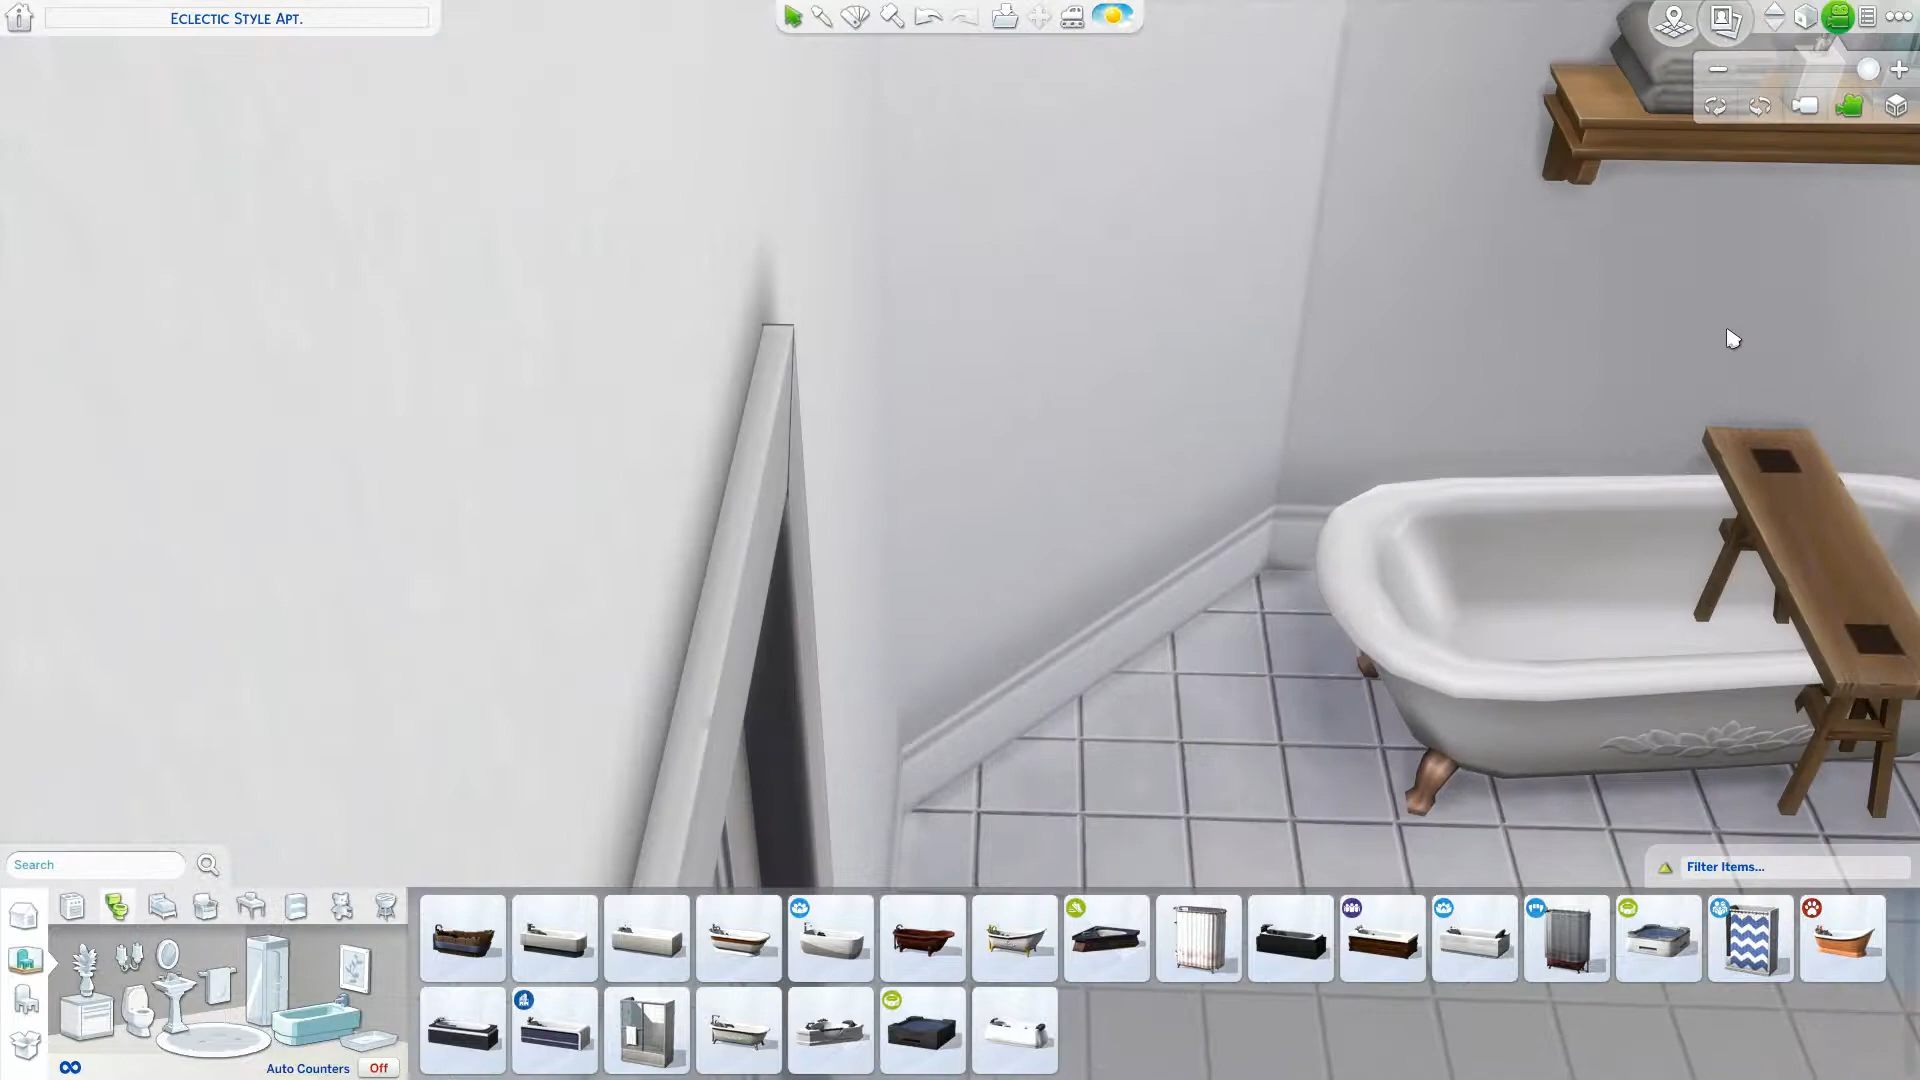 Eclectic Style Apt.
Search
Filter Items...
Auto Counters
Off